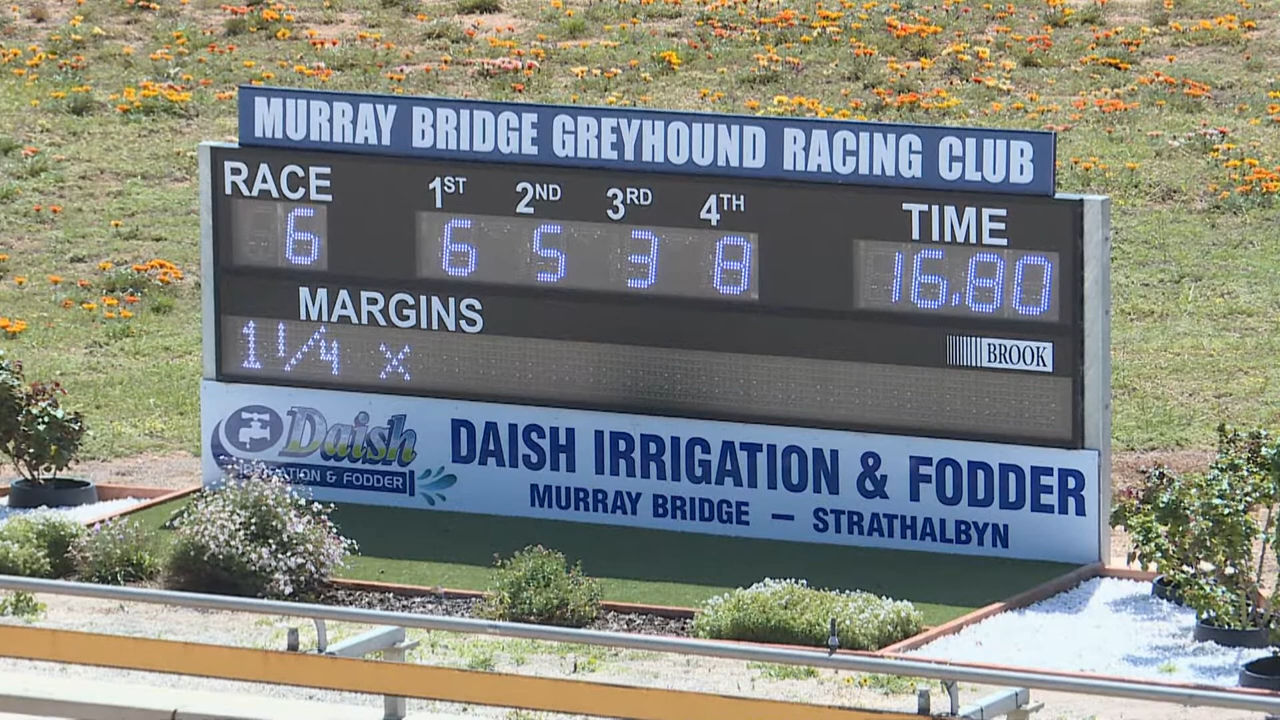 MURRAY BRIDGE GREYHOUND RACING CLUB
RACE 1ST 2ND 3RD 4TH TIME
6 6 5 3 8 16.80
MARGINS
1 1/4 x
BROOK
Daish
IRRIGATION & FODDER
DAISH IRRIGATION & FODDER
MURRAY BRIDGE — STRATHALBYN